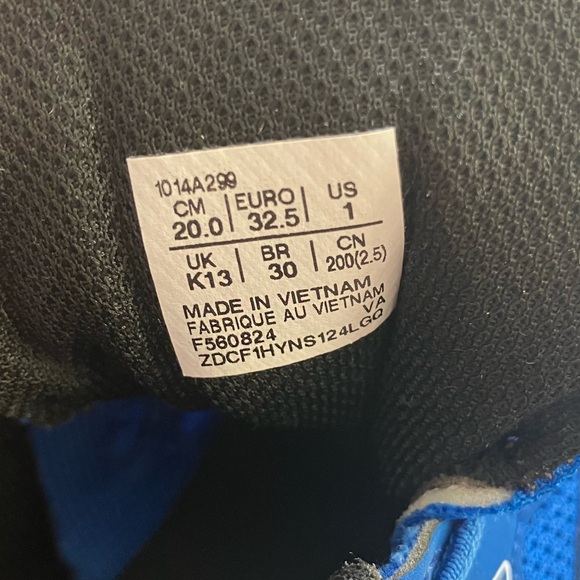 1014A299
CM | EURO | US
20.0 | 32.5 | 1
UK | BR | CN
K13 | 30 | 200(2.5)
MADE IN VIETNAM
FABRIQUE AU VIETNAM
F560824 VA
ZDCF1HYNS124LGQ